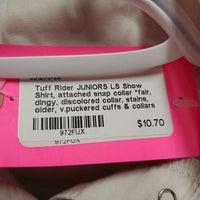 Tuff Rider JUNIORS LS Show
Shirt, attached snap collar *fair,
dingy, discolored collar, stains,
older, v.puckered cuffs & collars
$10.70
972FUX
972FUX